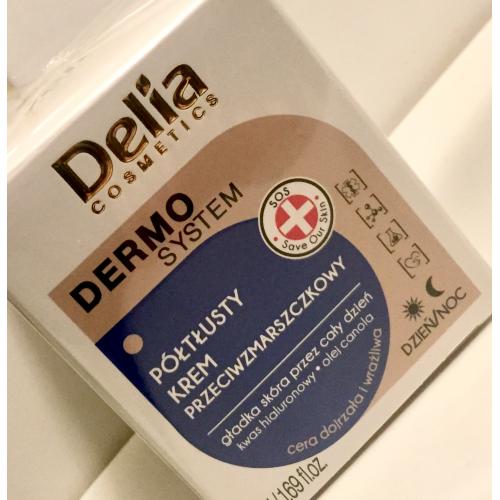 Delia
COSMETICS
DERMO
SYSTEM
SOS
Save Our Skin
PÓŁTŁUSTY
KREM
PRZECIWZMARSZCZKOWY
gładka skóra przez cały dzień
kwas hialuronowy • olej canola
cera dojrzała i wrażliwa
DZIEŃ/NOC
1.69 fl.oz.